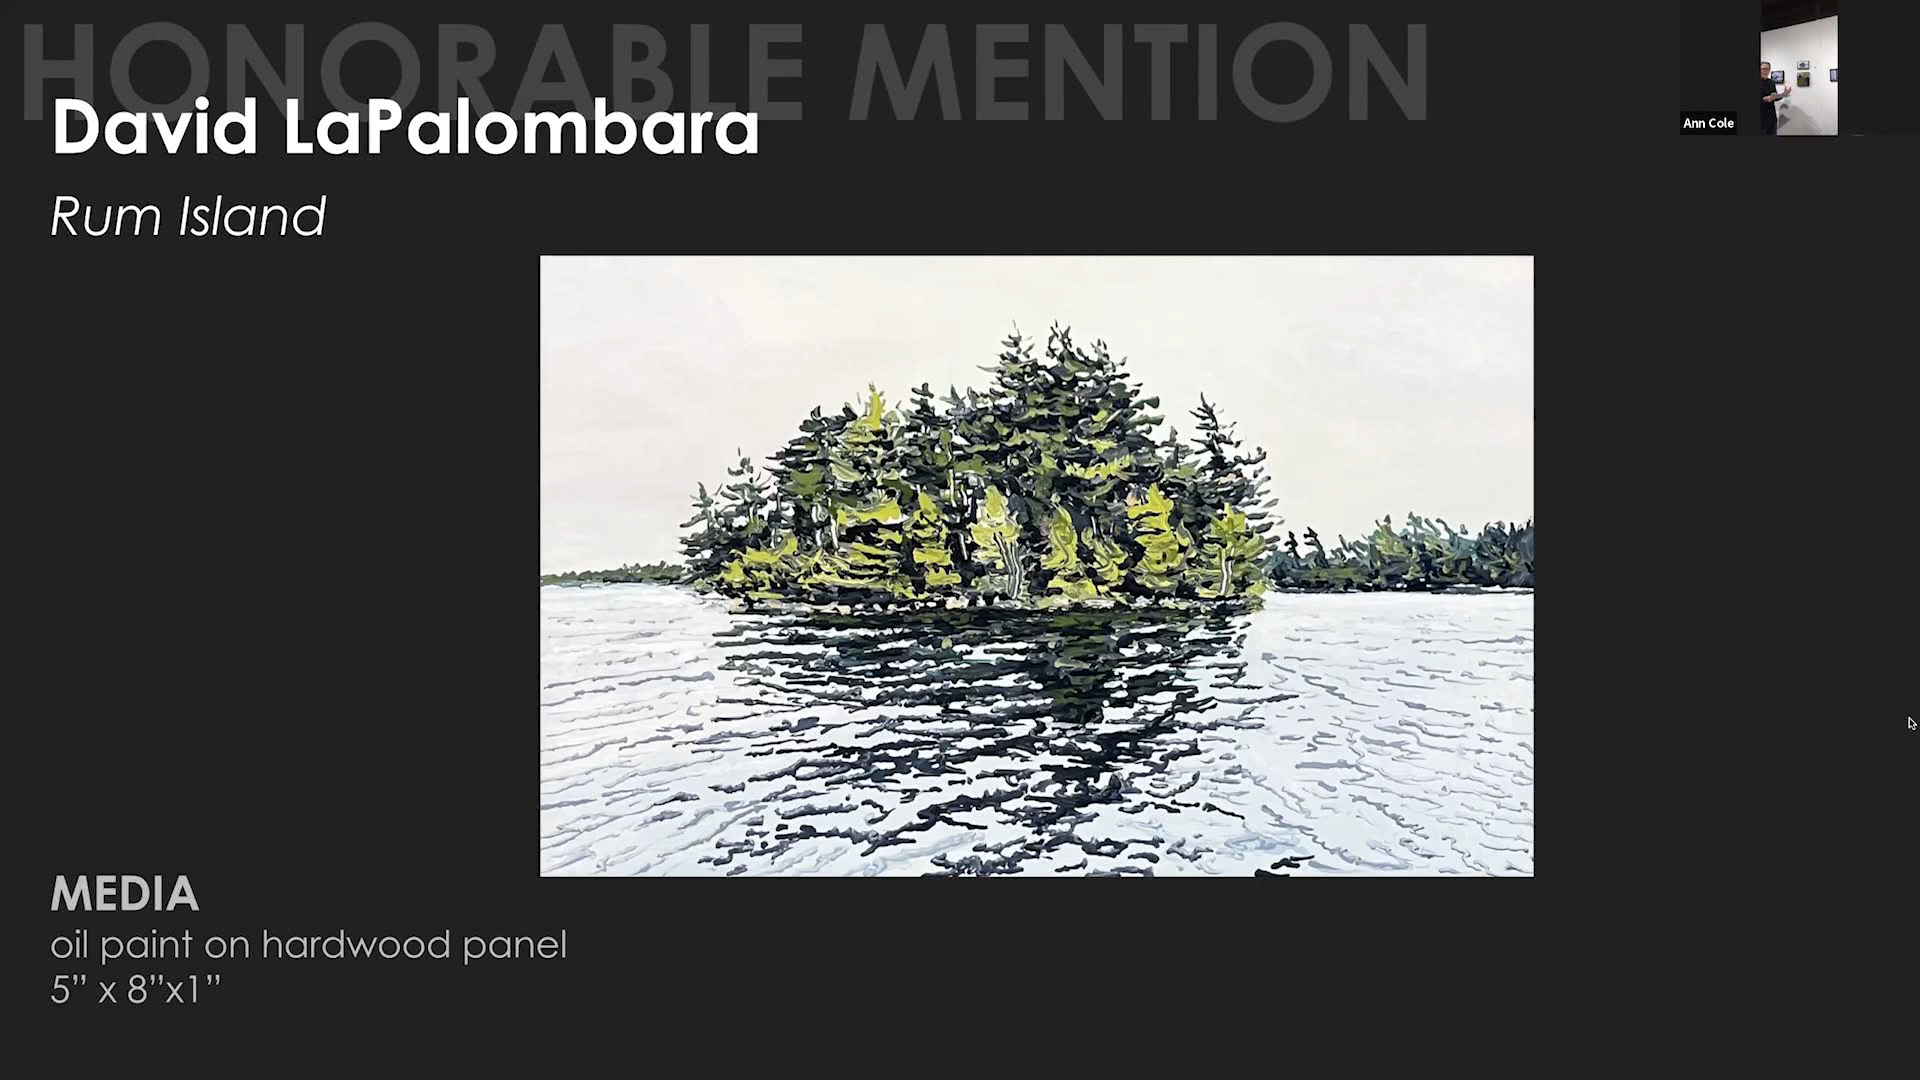 HONORABLE MENTION
David LaPalombara
Rum Island
Ann Cole
MEDIA
oil paint on hardwood panel
5” x 8”x1”